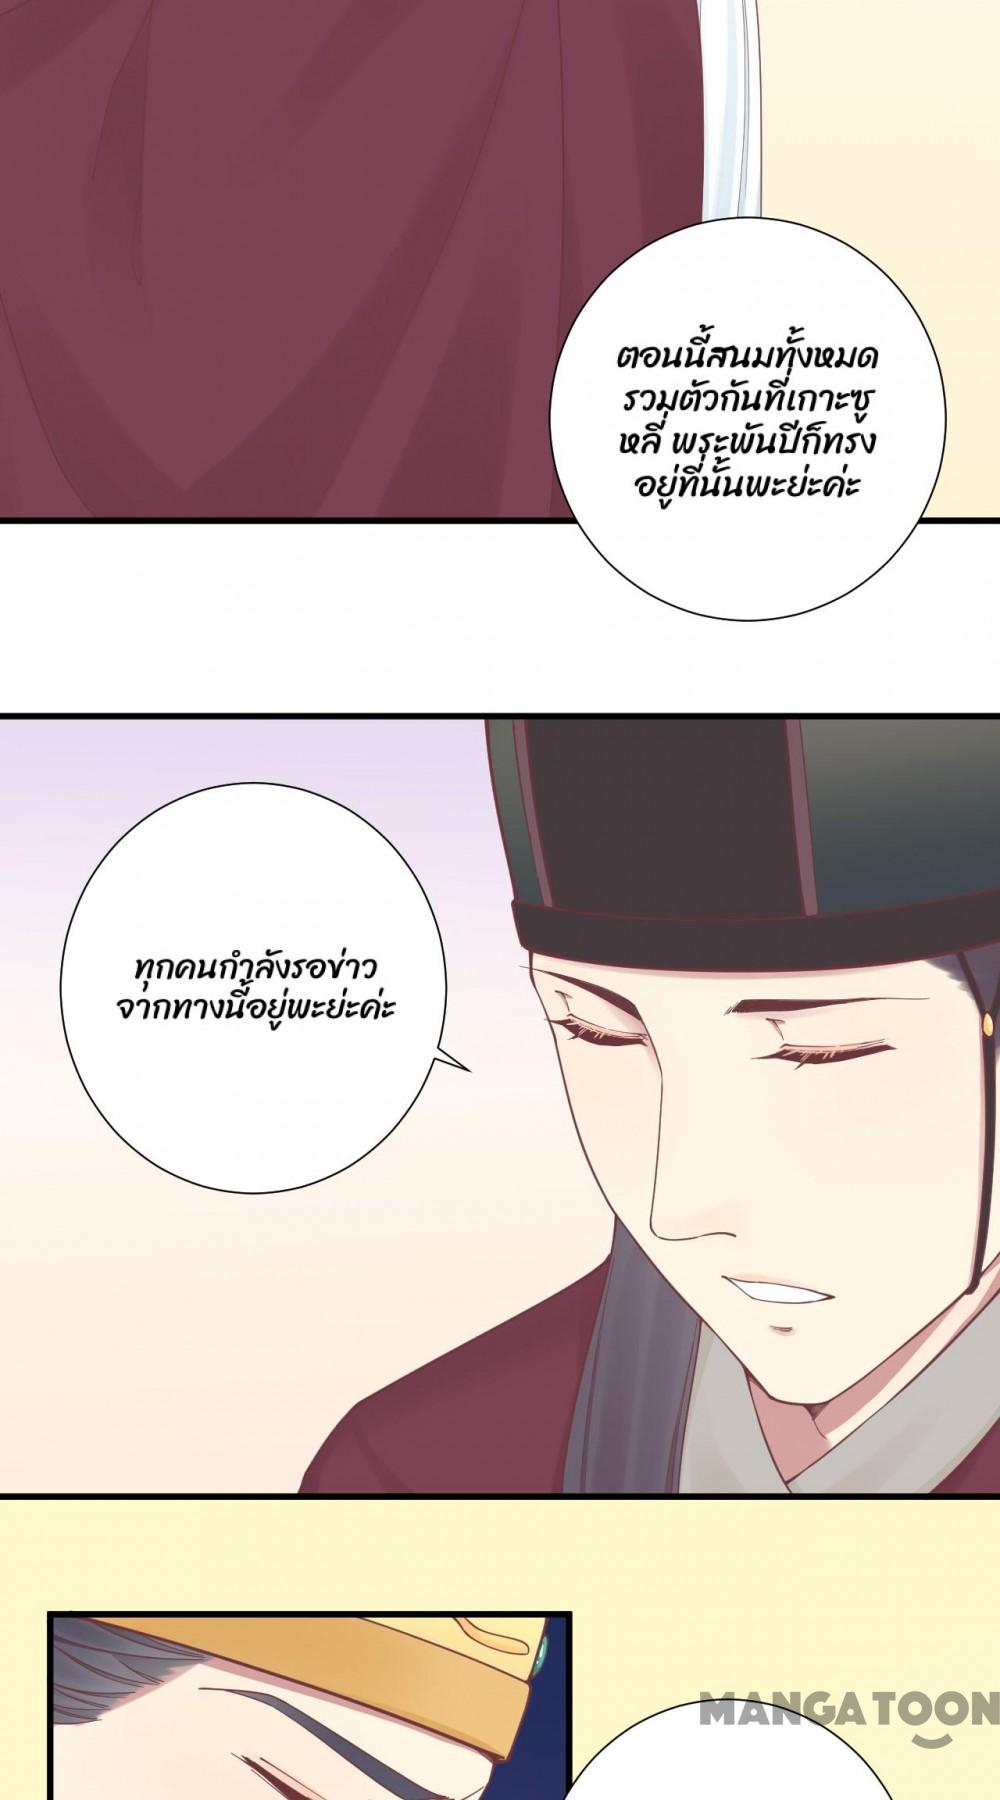 ตอนนี้สนมทั้งหมด
รวมตัวกันที่เกาะซู
หลี่ พระพันปีก็ทรง
อยู่ที่นั้นพะย่ะค่ะ
ทุกคนกำลังรอข่าว
จากทางนี้อยู่พะย่ะค่ะ
MANGATOON